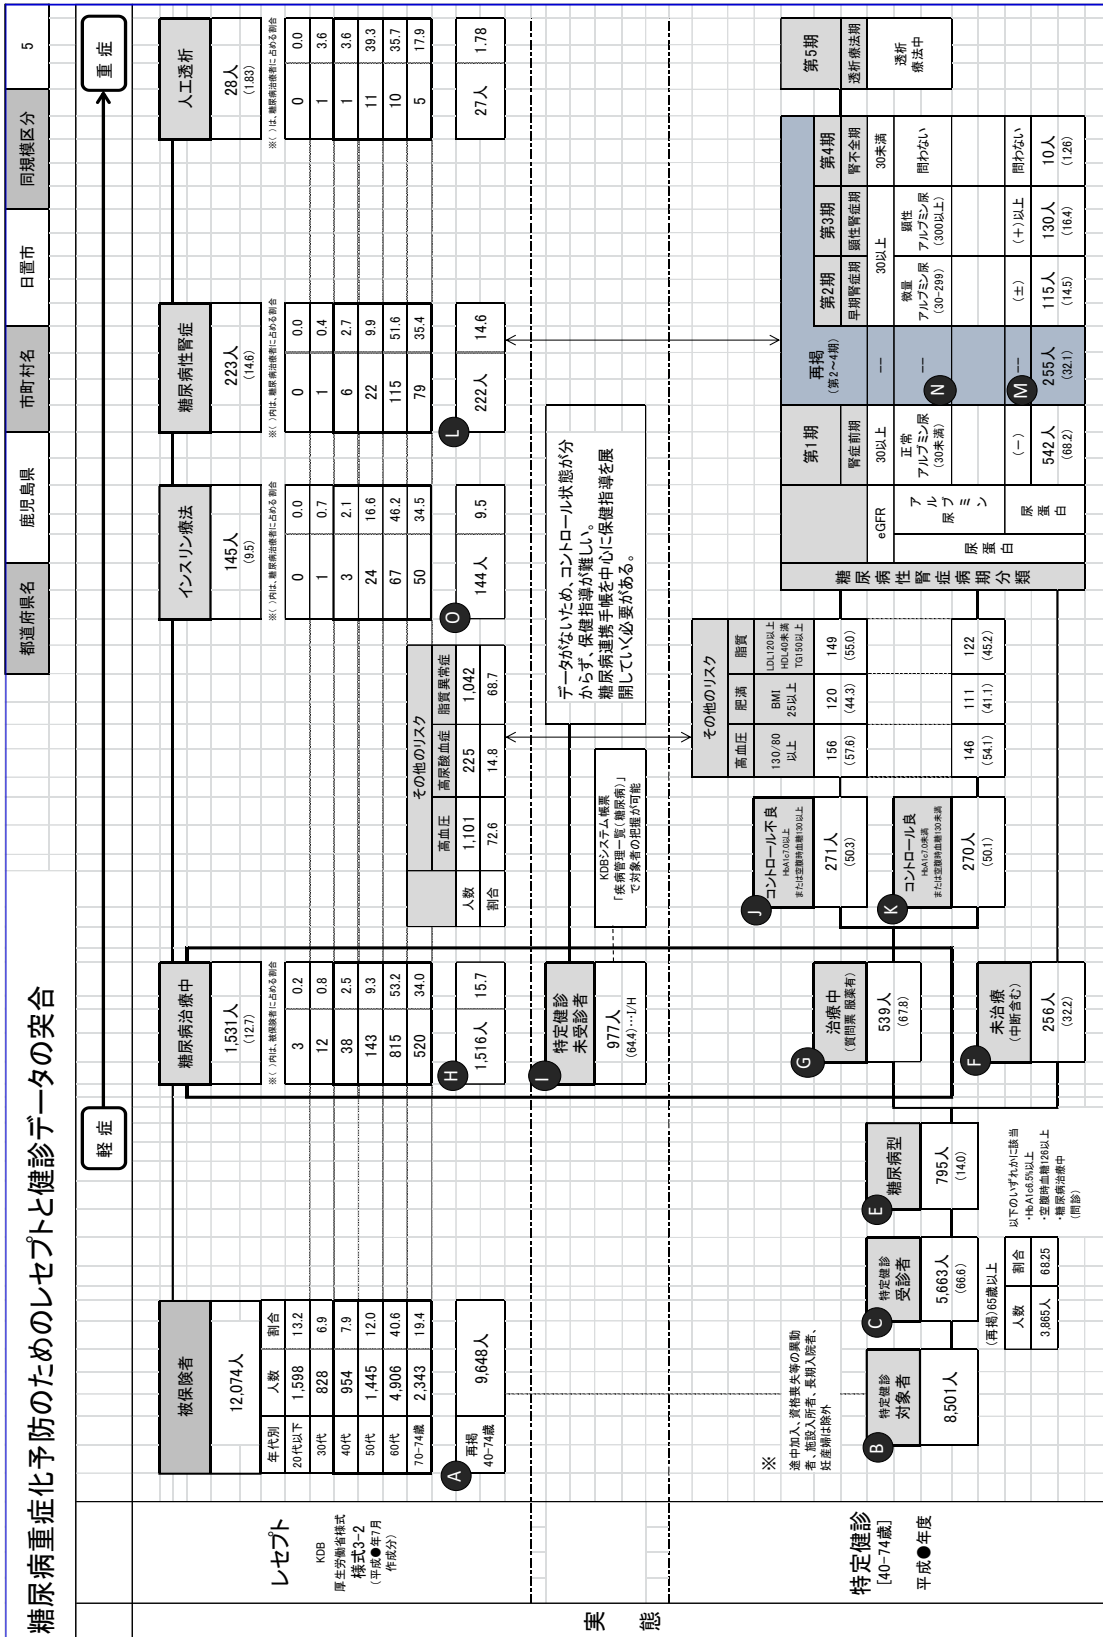 糖尿病重症化予防のためのレセプトと健診データの突合
都道府県名 鹿児島県 市町村名 日置市 同規模区分 5
軽症 重症
実態
レセプト
KDB
厚生労働省様式
様式3-2
(平成●年7月
作成分)
被保険者
12,074人
年代別 人数 割合
20代以下 1,598 13.2
30代 828 6.9
40代 954 7.9
50代 1,445 12.0
60代 4,906 40.6
70-74歳 2,343 19.4
A
再掲
40-74歳
9,648人
糖尿病治療中
1,531人
(12.7)
※( )内は、被保険者に占める割合
3 0.2
12 0.8
38 2.5
143 9.3
815 53.2
520 34.0
H
1,516人 15.7
その他のリスク
高血圧 高尿酸血症 脂質異常症
人数 1,101 225 1,042
割合 72.6 14.8 68.7
インスリン療法
145人
(9.5)
※( )内は、糖尿病治療者に占める割合
0 0.0
1 0.7
3 2.1
24 16.6
67 46.2
50 34.5
O
144人 9.5
糖尿病性腎症
223人
(14.6)
※( )内は、糖尿病治療者に占める割合
0 0.0
1 0.4
6 2.7
22 9.9
115 51.6
79 35.4
L
222人 14.6
人工透析
28人
(1.83)
※( )は、糖尿病治療者に占める割合
0 0.0
1 3.6
1 3.6
11 39.3
10 35.7
5 17.9
27人 1.78
I
特定健診
未受診者
977人
(64.4)…I/H
KDBシステム帳票
「疾病管理一覧(糖尿病)」
で対象者の把握が可能
データがないため、コントロール状態が分
からず、保健指導が難しい。
糖尿病連携手帳を中心に保健指導を展
開していく必要がある。
特定健診
[40-74歳]
平成●年度
※
途中加入、資格喪失等の異動
者、施設入所者、長期入院者、
妊産婦は除外
B
特定健診
対象者
8,501人
C
特定健診
受診者
5,663人
(66.6)
(再掲)65歳以上
人数 割合
3,865人 68.25
E
糖尿病型
795人
(14.0)
以下のいずれかに該当
・HbA1c6.5%以上
・空腹時血糖126以上
・糖尿病治療中
(問診)
G
治療中
(質問票 服薬有)
539人
(67.8)
F
未治療
(中断含む)
256人
(32.2)
J
コントロール不良
HbA1c7.0以上
または空腹時血糖130以上
271人
(50.3)
K
コントロール良
HbA1c7.0未満
または空腹時血糖130未満
270人
(50.1)
その他のリスク
高血圧 肥満 脂質
130/80
以上
BMI
25以上
LDL120以上
HDL40未満
TG150以上
156 120 149
(57.6) (44.3) (55.0)
146 111 122
(54.1) (41.1) (45.2)
糖尿病性腎症病期分類
第1期 再掲
(第2～4期) 第2期 第3期 第4期 第5期
腎症前期 早期腎症期 顕性腎症期 腎不全期 透析療法期
eGFR 30以上 -- 30以上 30未満
透析
療法中
尿蛋白
アルブミン尿
正常
アルブミン尿
(30未満)
--
N
微量
アルブミン尿
(30-299)
顕性
アルブミン尿
(300以上)
問わない
尿蛋白
(－) -- (±) (+)以上 問わない
M
542人 255人 115人 130人 10人
(68.2) (32.1) (14.5) (16.4) (1.26)